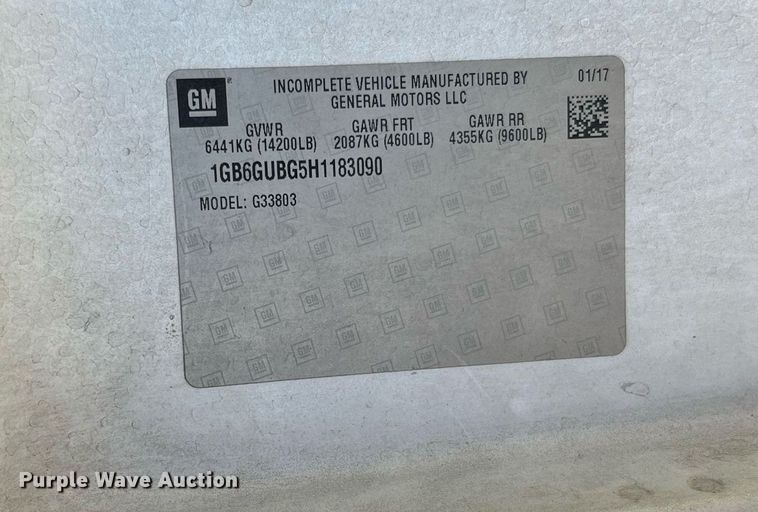 GM
INCOMPLETE VEHICLE MANUFACTURED BY
GENERAL MOTORS LLC
01/17
GVWR
6441KG (14200LB)
GAWR FRT
2087KG (4600LB)
GAWR RR
4355KG (9600LB)
1GB6GUBG5H1183090
MODEL: G33803
Purple Wave Auction